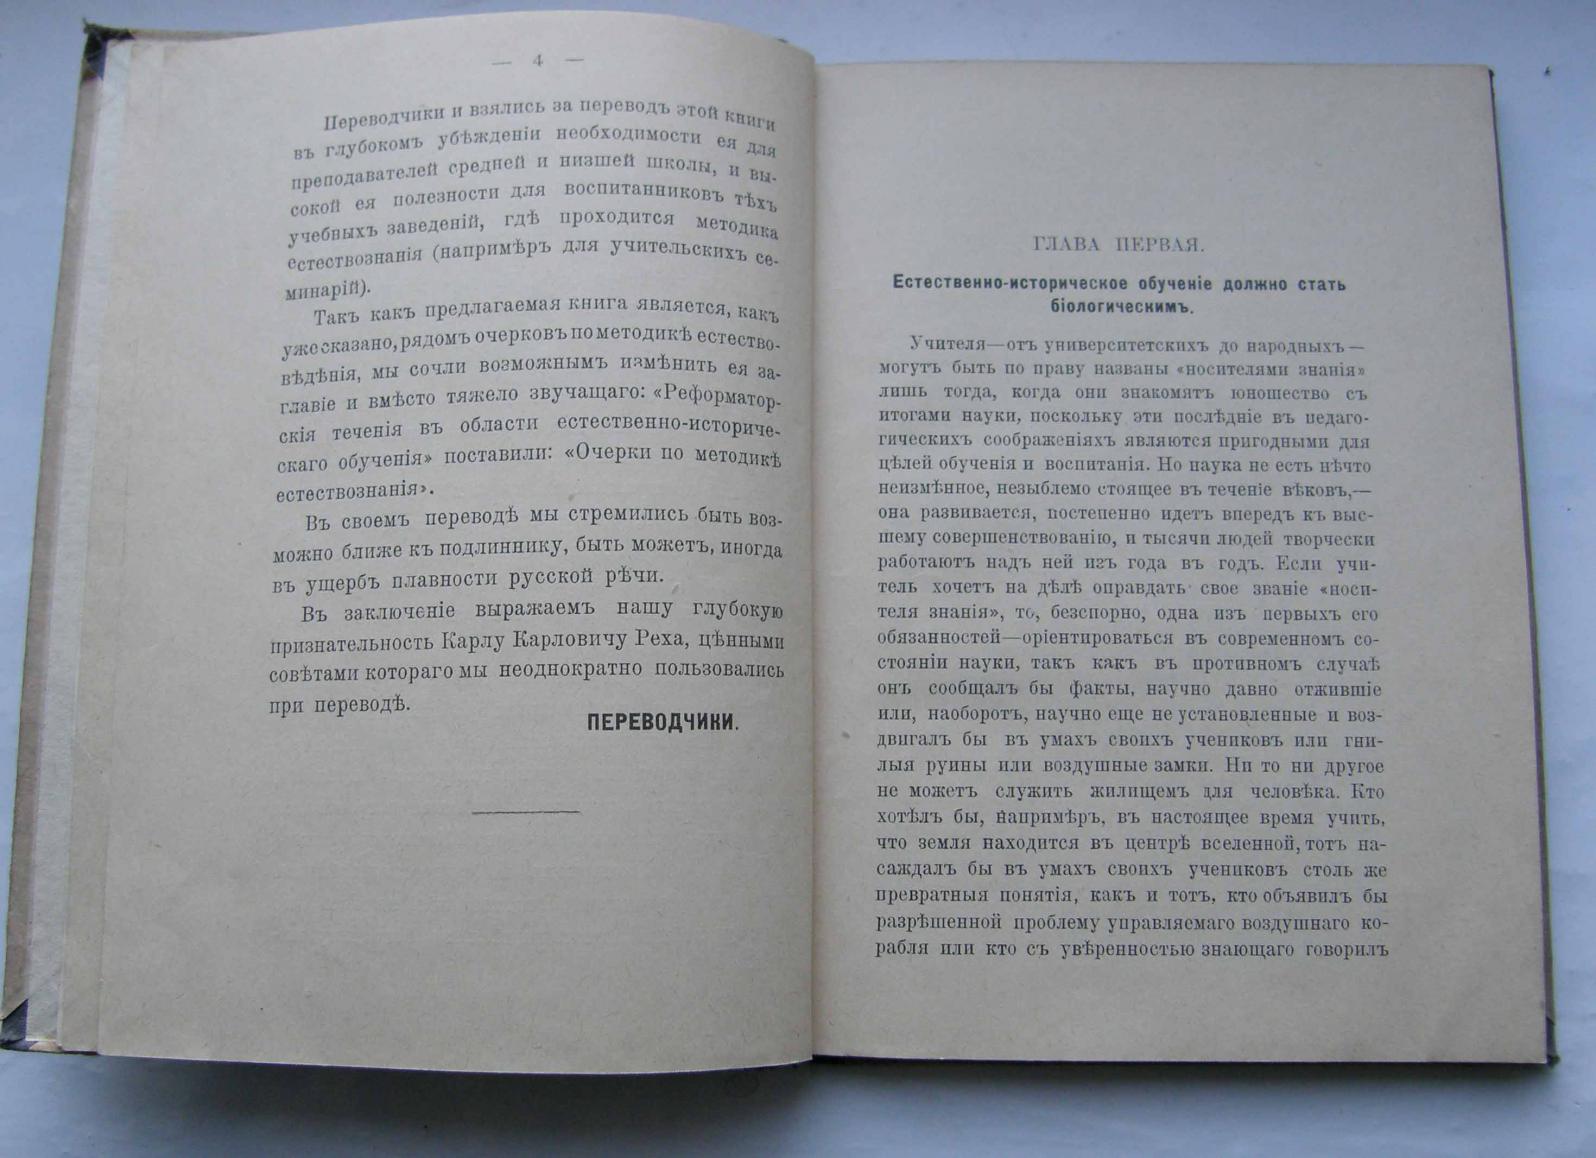 — 4 —
Переводчики и взялись за переводъ этой книги
въ глубокомъ убѣжденіи необходимости ея для
преподавателей средней и низшей школы, и вы-
сокой ея полезности для воспитанниковъ тѣхъ
учебныхъ заведеній, гдѣ проходится методика
естествознанія (напримѣръ для учительскихъ се-
минарій).
Такъ какъ предлагаемая книга является, какъ
уже сказано, рядомъ очерковъ по методикѣ естество-
вѣдѣнія, мы сочли возможнымъ измѣнить ея за-
главіе и вмѣсто тяжело звучащаго: «Реформатор-
скія теченія въ области естественно-историче-
скаго обученія» поставили: «Очерки по методикѣ
естествознанія».
Въ своемъ переводѣ мы стремились быть воз-
можно ближе къ подлиннику, быть можетъ, иногда
въ ущербъ плавности русской рѣчи.
Въ заключеніе выражаемъ нашу глубокую
признательность Карлу Карловичу Реха, цѣнными
совѣтами котораго мы неоднократно пользовались
при переводѣ.
ПЕРЕВОДЧИКИ.
ГЛАВА ПЕРВАЯ.
Естественно-историческое обученіе должно стать
біологическимъ.
Учителя—отъ университетскихъ до народныхъ—
могутъ быть по праву названы «носителями знанія»
лишь тогда, когда они знакомятъ юношество съ
итогами науки, поскольку эти послѣдніе въ педаго-
гическихъ соображеніяхъ являются пригодными для
цѣлей обученія и воспитанія. Но наука не есть нѣчто
неизмѣнное, незыблемо стоящее въ теченіе вѣковъ,—
она развивается, постепенно идетъ впередъ къ выс-
шему совершенствованію, и тысячи людей творчески
работаютъ надъ ней изъ года въ годъ. Если учи-
тель хочетъ на дѣлѣ оправдать свое званіе «носи-
теля знанія», то, безспорно, одна изъ первыхъ его
обязанностей—оріентироваться въ современномъ со-
стояніи науки, такъ какъ въ противномъ случаѣ
онъ сообщалъ бы факты, научно давно отжившіе
или, наоборотъ, научно еще не установленные и воз-
двигалъ бы въ умахъ своихъ учениковъ или гни-
лыя руины или воздушные замки. Ни то ни другое
не можетъ служить жилищемъ для человѣка. Кто
хотѣлъ бы, напримѣръ, въ настоящее время учить,
что земля находится въ центрѣ вселенной, тотъ на-
саждалъ бы въ умахъ своихъ учениковъ столь же
превратныя понятія, какъ и тотъ, кто объявилъ бы
разрѣшенной проблему управляемаго воздушнаго ко-
рабля или кто съ увѣренностью знающаго говорилъ